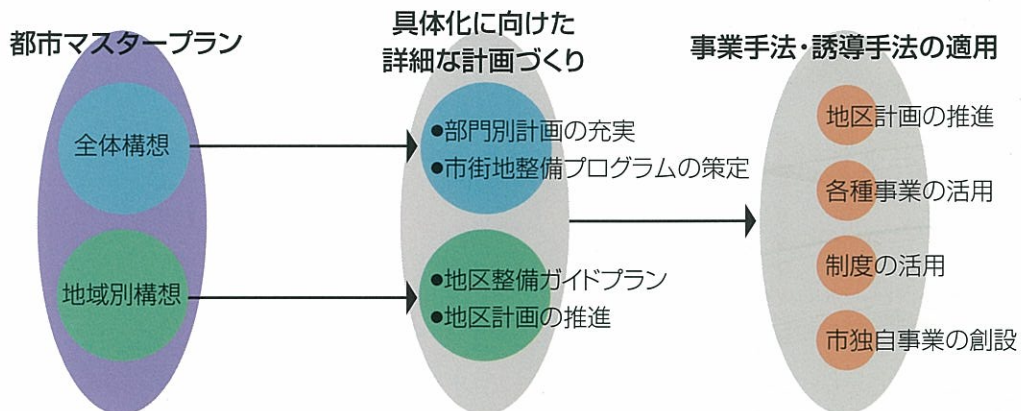 都市マスタープラン
全体構想
地域別構想
具体化に向けた
詳細な計画づくり
●部門別計画の充実
●市街地整備プログラムの策定
●地区整備ガイドプラン
●地区計画の推進
事業手法・誘導手法の適用
地区計画の推進
各種事業の活用
制度の活用
市独自事業の創設